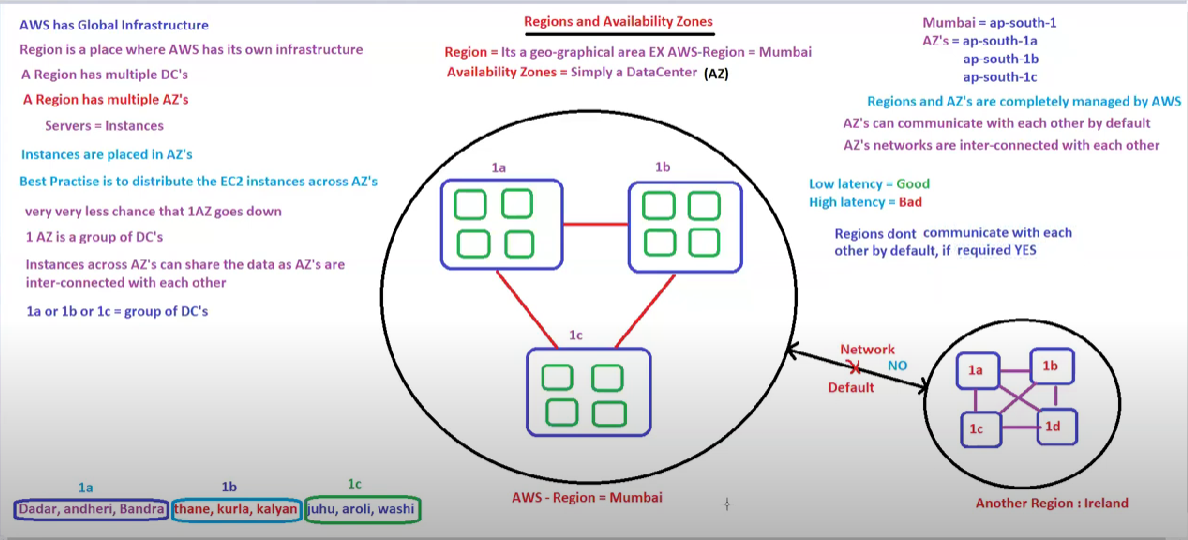 Regions and Availability Zones
Region = Its a geo-graphical area EX AWS-Region = Mumbai
Availability Zones = Simply a DataCenter (AZ)
AWS has Global Infrastructure
Region is a place where AWS has its own infrastructure
A Region has multiple DC's
A Region has multiple AZ's
Servers = Instances
Instances are placed in AZ's
Best Practise is to distribute the EC2 instances across AZ's
very very less chance that 1AZ goes down
1 AZ is a group of DC's
Instances across AZ's can share the data as AZ's are
inter-connected with each other
1a or 1b or 1c = group of DC's
1a
1b
1c
AWS - Region = Mumbai
Mumbai = ap-south-1
AZ's = ap-south-1a
ap-south-1b
ap-south-1c
Regions and AZ's are completely managed by AWS
AZ's can communicate with each other by default
AZ's networks are inter-connected with each other
Low latency = Good
High latency = Bad
Regions dont communicate with each
other by default, if required YES
Network
NO
Default
1a
1b
1c
1d
Another Region : Ireland
1a
1b
1c
Dadar, andheri, Bandra
thane, kurla, kalyan
juhu, aroli, washi